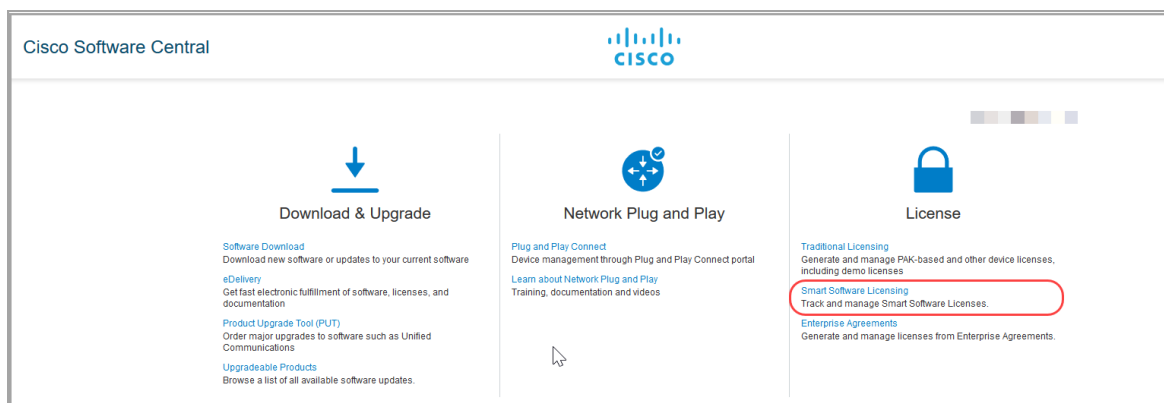 Cisco Software Central
CISCO
Download & Upgrade
Software Download
Download new software or updates to your current software
eDelivery
Get fast electronic fulfillment of software, licenses, and
documentation
Product Upgrade Tool (PUT)
Order major upgrades to software such as Unified
Communications
Upgradeable Products
Browse a list of all available software updates.
Network Plug and Play
Plug and Play Connect
Device management through Plug and Play Connect portal
Learn about Network Plug and Play
Training, documentation and videos
License
Traditional Licensing
Generate and manage PAK-based and other device licenses,
including demo licenses
Smart Software Licensing
Track and manage Smart Software Licenses.
Enterprise Agreements
Generate and manage licenses from Enterprise Agreements.